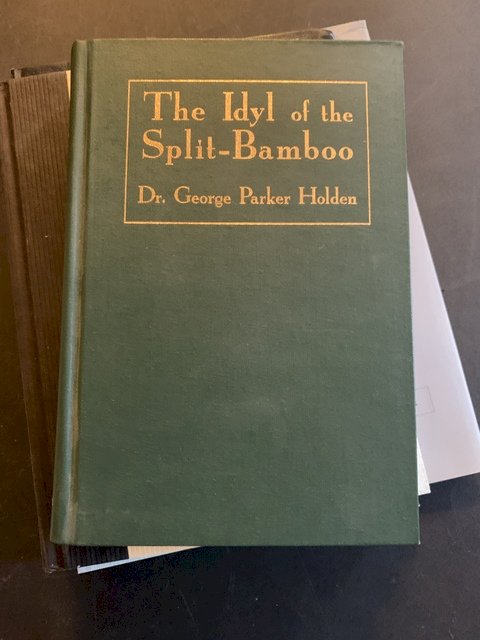 The Idyl of the
Split-Bamboo
Dr. George Parker Holden